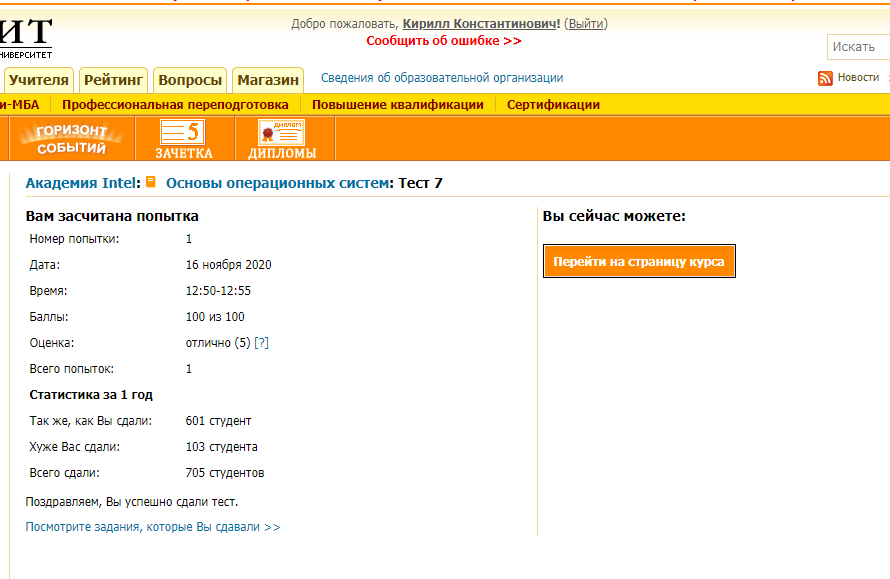 Добро пожаловать, Кирилл Константинович! (Выйти)
Сообщить об ошибке >>
ИТ
НИВЕРСИТЕТ
Искать
Учителя Рейтинг Вопросы Магазин Сведения об образовательной организации Новости
и-МБА Профессиональная переподготовка Повышение квалификации Сертификации
ГОРИЗОНТ СОБЫТИЙ
5
ЗАЧЕТКА
ДИПЛОМ
ДИПЛОМЫ
Академия Intel: Основы операционных систем: Тест 7
Вам засчитана попытка
Номер попытки: 1
Дата: 16 ноября 2020
Время: 12:50-12:55
Баллы: 100 из 100
Оценка: отлично (5) [?]
Всего попыток: 1
Статистика за 1 год
Так же, как Вы сдали: 601 студент
Хуже Вас сдали: 103 студента
Всего сдали: 705 студентов
Поздравляем, Вы успешно сдали тест.
Посмотрите задания, которые Вы сдавали >>
Вы сейчас можете:
Перейти на страницу курса